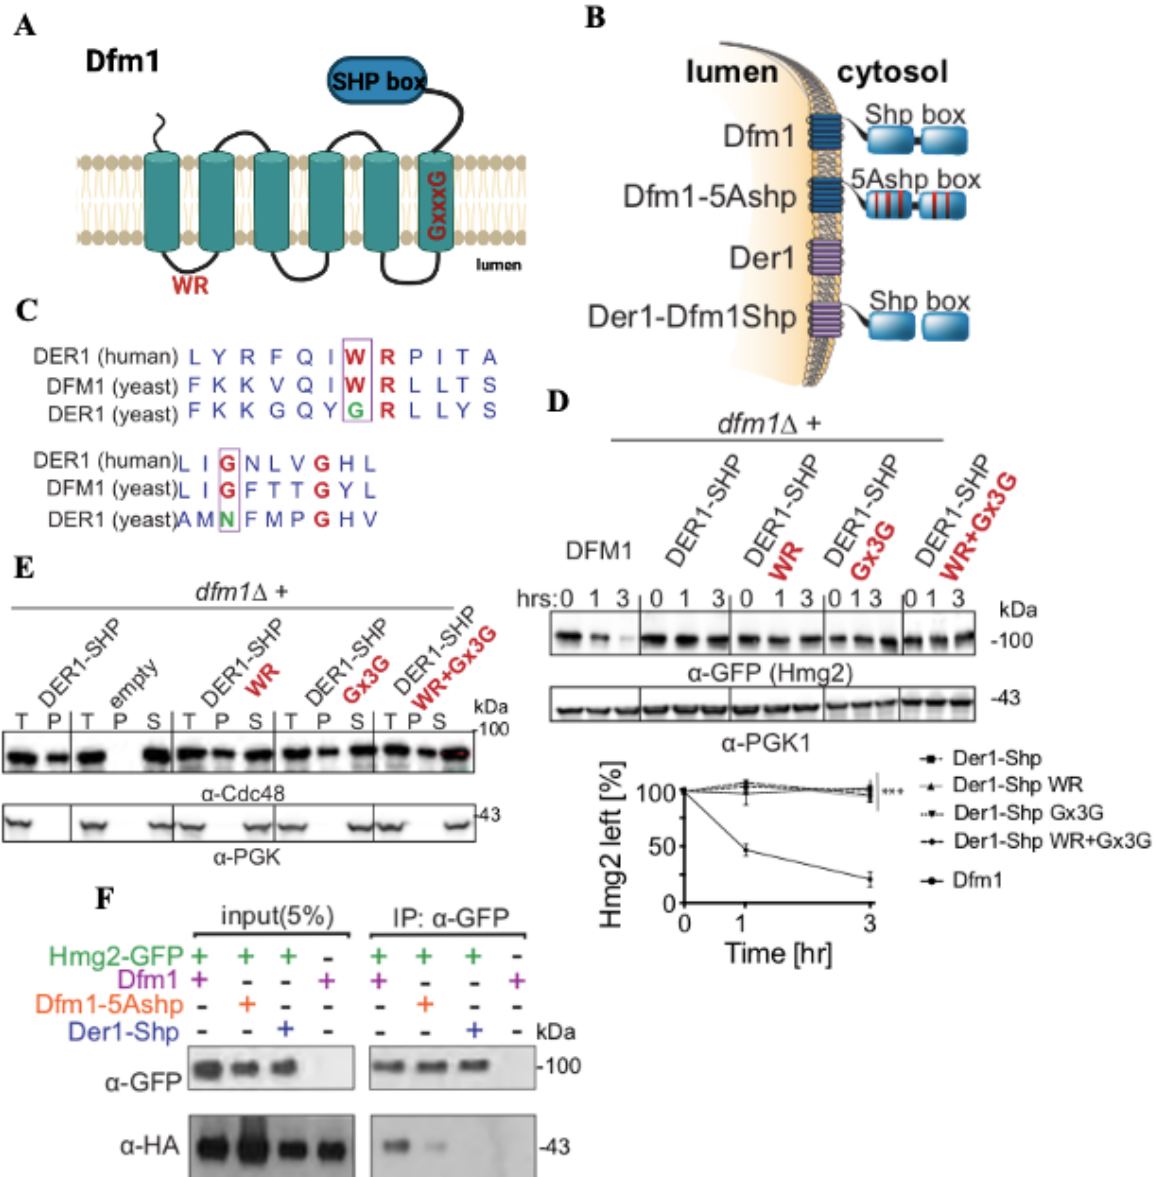 A
Dfm1
SHP box
GxxxG
WR
lumen
B
lumen cytosol
Dfm1 Shp box
Dfm1-5Ashp 5Ashp box
Der1
Der1-Dfm1Shp Shp box
C
DER1 (human) L Y R F Q I W R P I T A
DFM1 (yeast) F K K V Q I W R L L T S
DER1 (yeast) F K K G Q Y G R L L Y S
DER1 (human) L I G N L V G H L
DFM1 (yeast) L I G F T T G Y L
DER1 (yeast) A M N F M P G H V
D
dfm1Δ +
DFM1
DER1-SHP
DER1-SHP WR
DER1-SHP Gx3G
DER1-SHP WR+Gx3G
hrs: 0 1 3 0 1 3 0 1 3 0 1 3 0 1 3
kDa
-100
α-GFP (Hmg2)
-43
α-PGK1
Hmg2 left [%]
100
50
0
0 1 3
Time [hr]
***
Der1-Shp
Der1-Shp WR
Der1-Shp Gx3G
Der1-Shp WR+Gx3G
Dfm1
E
dfm1Δ +
DER1-SHP
empty
DER1-SHP WR
DER1-SHP Gx3G
DER1-SHP WR+Gx3G
T P T P S T P S T P S T P S
kDa
-100
α-Cdc48
-43
α-PGK
F
input(5%) IP: α-GFP
Hmg2-GFP + + + - + + + -
Dfm1 + - - + + - - +
Dfm1-5Ashp - + - - - + - -
Der1-Shp - - + - - - + -
kDa
α-GFP -100
α-HA -43